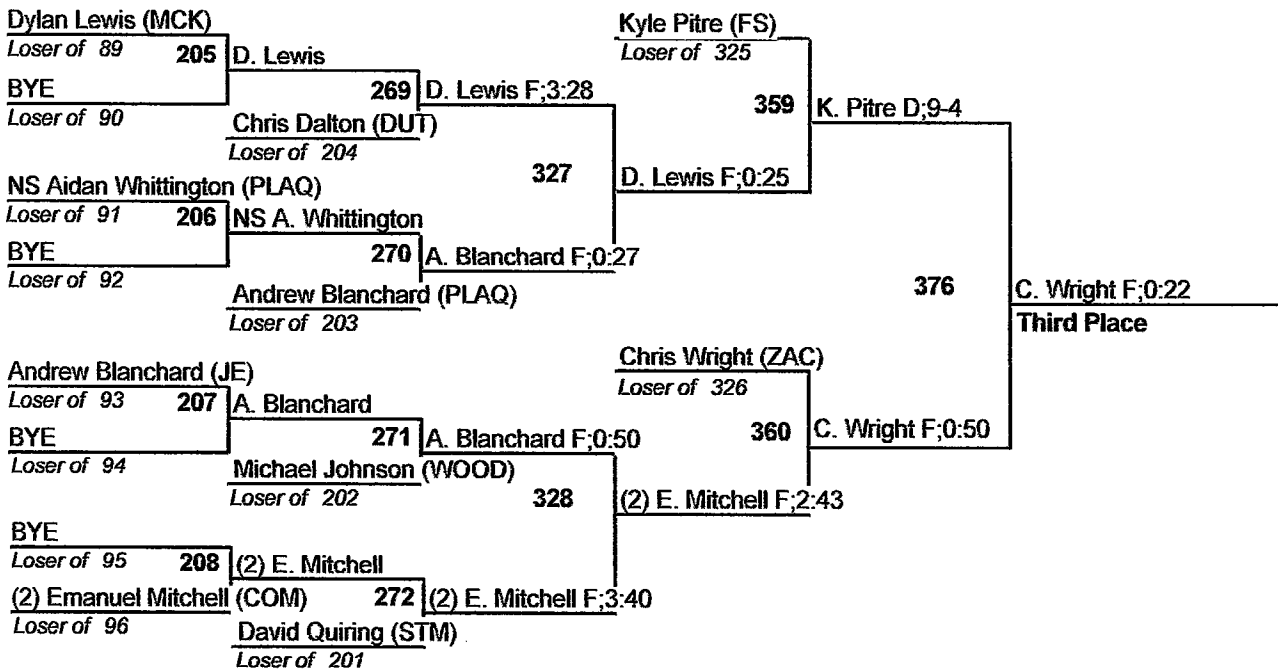 Dylan Lewis (MCK)
Loser of 89
205
D. Lewis
BYE
Loser of 90
269
D. Lewis F;3:28
Chris Dalton (DUT)
Loser of 204
NS Aidan Whittington (PLAQ)
Loser of 91
206
NS A. Whittington
BYE
Loser of 92
270
A. Blanchard F;0:27
Andrew Blanchard (PLAQ)
Loser of 203
327
D. Lewis F;0:25
Kyle Pitre (FS)
Loser of 325
359
K. Pitre D;9-4
Andrew Blanchard (JE)
Loser of 93
207
A. Blanchard
BYE
Loser of 94
271
A. Blanchard F;0:50
Michael Johnson (WOOD)
Loser of 202
BYE
Loser of 95
208
(2) E. Mitchell
(2) Emanuel Mitchell (COM)
Loser of 96
272
(2) E. Mitchell F;3:40
David Quiring (STM)
Loser of 201
328
(2) E. Mitchell F;2:43
Chris Wright (ZAC)
Loser of 326
360
C. Wright F;0:50
376
C. Wright F;0:22
Third Place